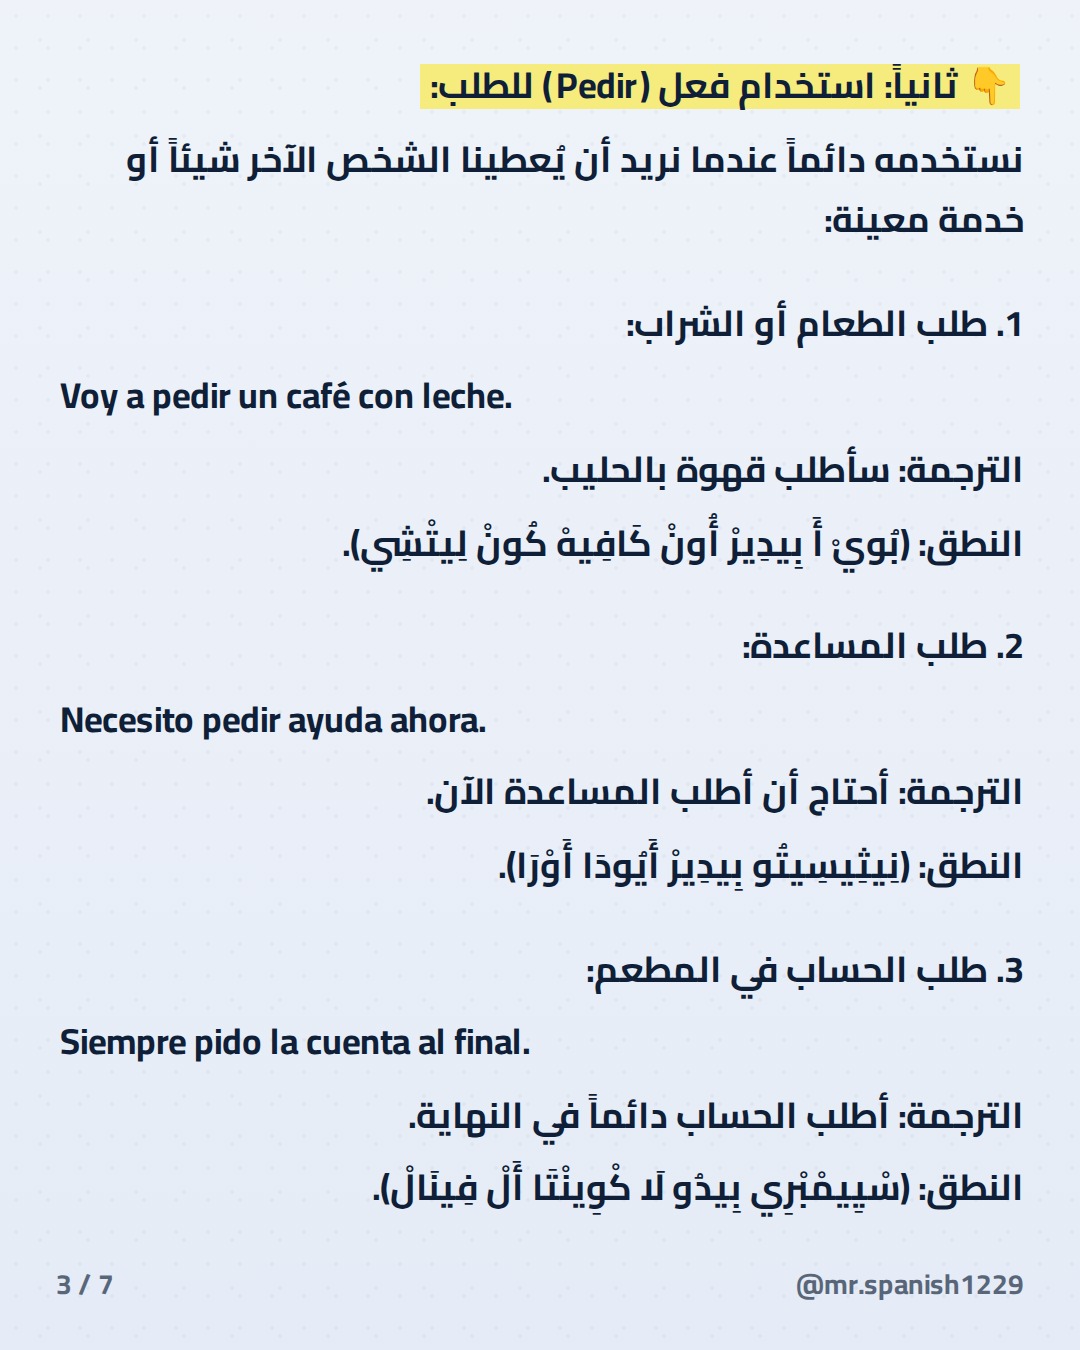 👇 ثانياً: استخدام فعل (Pedir) للطلب:
نستخدمه دائماً عندما نريد أن يُعطينا الشخص الآخر شيئاً أو
خدمة معينة:
1. طلب الطعام أو الشراب:
Voy a pedir un café con leche.
الترجمة: سأطلب قهوة بالحليب.
النطق: (بُويْ أَ بِيدِيرْ أُونْ كَافِيهْ كُونْ لِيتْشِي).
2. طلب المساعدة:
Necesito pedir ayuda ahora.
الترجمة: أحتاج أن أطلب المساعدة الآن.
النطق: (نِيثِيسِيتُو بِيدِيرْ أَيُودَا أَوْرَا).
3. طلب الحساب في المطعم:
Siempre pido la cuenta al final.
الترجمة: أطلب الحساب دائماً في النهاية.
النطق: (سْيِيمْبْرِي بِيدُو لَا كْوِينْتَا أَلْ فِينَالْ).
3 / 7
@mr.spanish1229